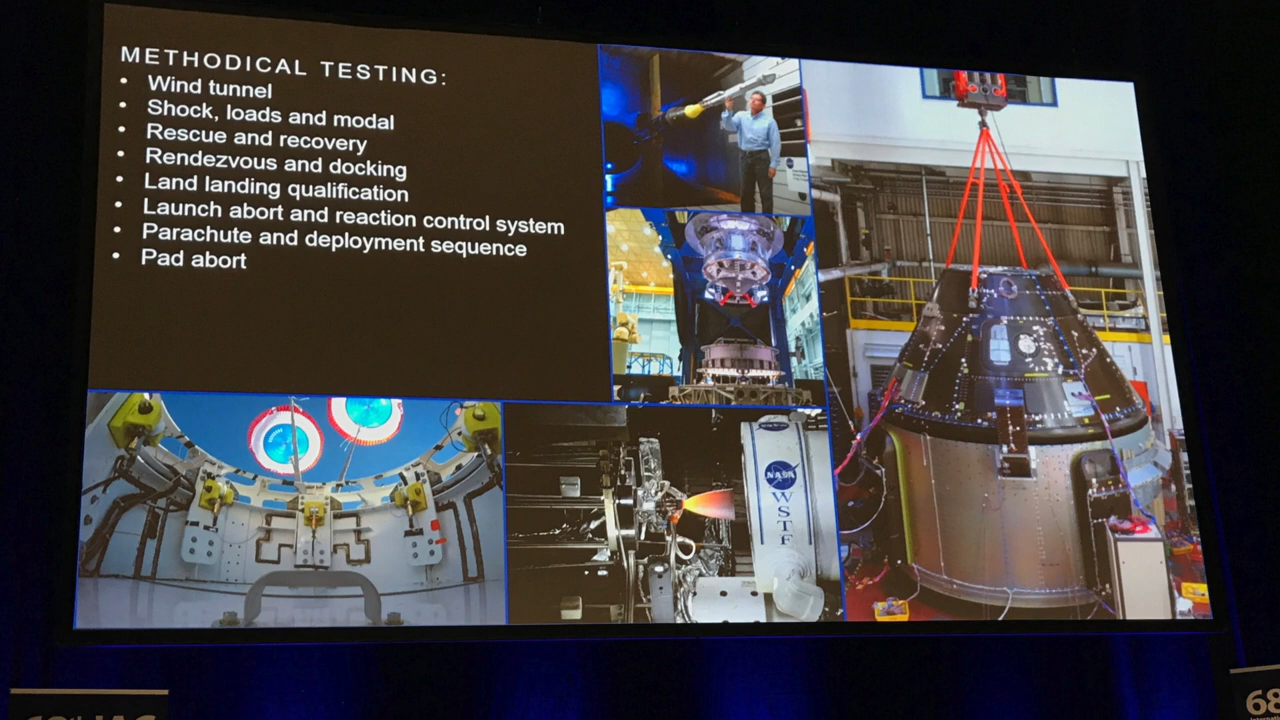 METHODICAL TESTING:
• Wind tunnel
• Shock, loads and modal
• Rescue and recovery
• Rendezvous and docking
• Land landing qualification
• Launch abort and reaction control system
• Parachute and deployment sequence
• Pad abort
NASA
WSTF
68